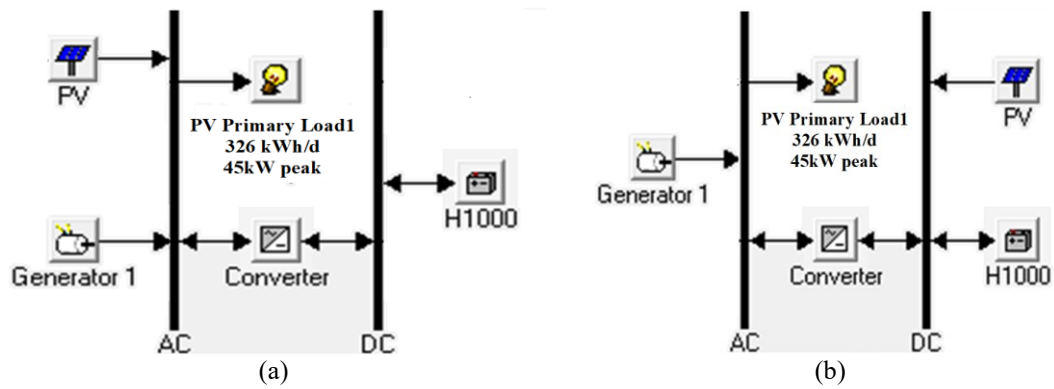 PV
PV Primary Load1
326 kWh/d
45kW peak
Generator 1
Converter
H1000
AC
DC
(a)
PV Primary Load1
326 kWh/d
45kW peak
PV
Generator 1
Converter
H1000
AC
DC
(b)